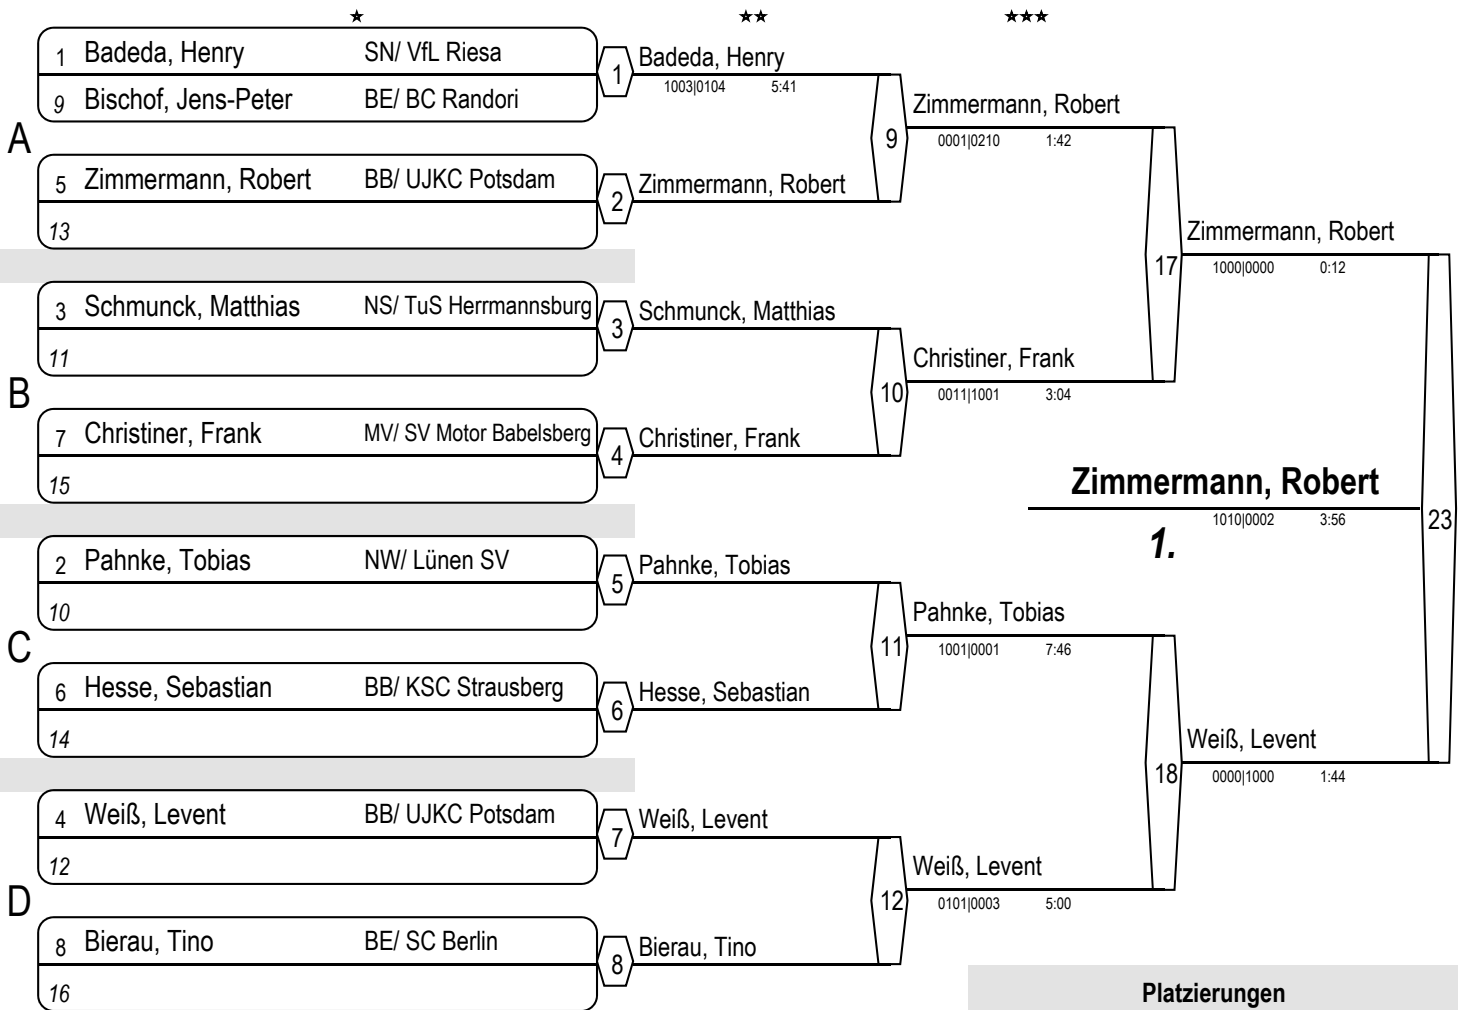 ★ ★★ ★★★
1 Badeda, Henry SN/ VfL Riesa
9 Bischof, Jens-Peter BE/ BC Randori
1 Badeda, Henry
1003|0104 5:41
A
5 Zimmermann, Robert BB/ UJKC Potsdam
13
2 Zimmermann, Robert
9 Zimmermann, Robert
0001|0210 1:42
3 Schmunck, Matthias NS/ TuS Herrmannsburg
11
3 Schmunck, Matthias
B
7 Christiner, Frank MV/ SV Motor Babelsberg
15
4 Christiner, Frank
10 Christiner, Frank
0011|1001 3:04
17 Zimmermann, Robert
1000|0000 0:12
2 Pahnke, Tobias NW/ Lünen SV
10
5 Pahnke, Tobias
C
6 Hesse, Sebastian BB/ KSC Strausberg
14
6 Hesse, Sebastian
11 Pahnke, Tobias
1001|0001 7:46
4 Weiß, Levent BB/ UJKC Potsdam
12
7 Weiß, Levent
D
8 Bierau, Tino BE/ SC Berlin
16
8 Bierau, Tino
12 Weiß, Levent
0101|0003 5:00
18 Weiß, Levent
0000|1000 1:44
Zimmermann, Robert
1010|0002 3:56
1.
23
Platzierungen